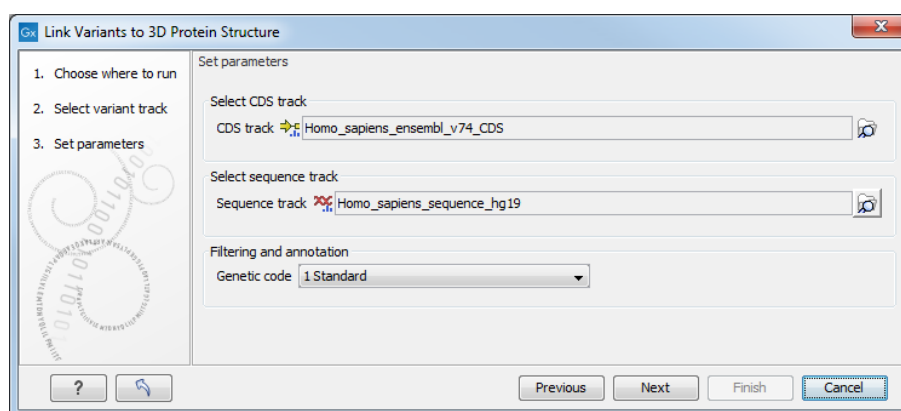 Gx Link Variants to 3D Protein Structure
1. Choose where to run
2. Select variant track
3. Set parameters
Set parameters
Select CDS track
CDS track Homo_sapiens_ensembl_v74_CDS
Select sequence track
Sequence track Homo_sapiens_sequence_hg19
Filtering and annotation
Genetic code 1 Standard
? Previous Next Finish Cancel